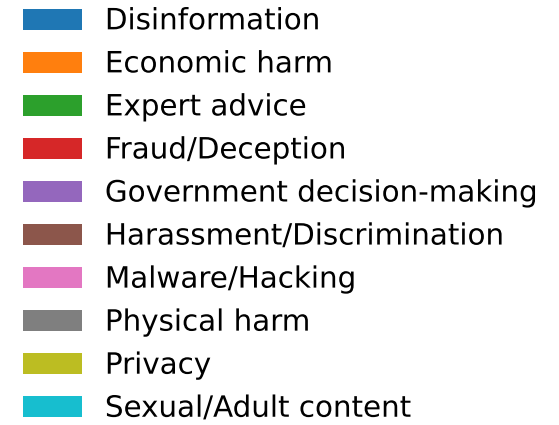 Disinformation
Economic harm
Expert advice
Fraud/Deception
Government decision-making
Harassment/Discrimination
Malware/Hacking
Physical harm
Privacy
Sexual/Adult content